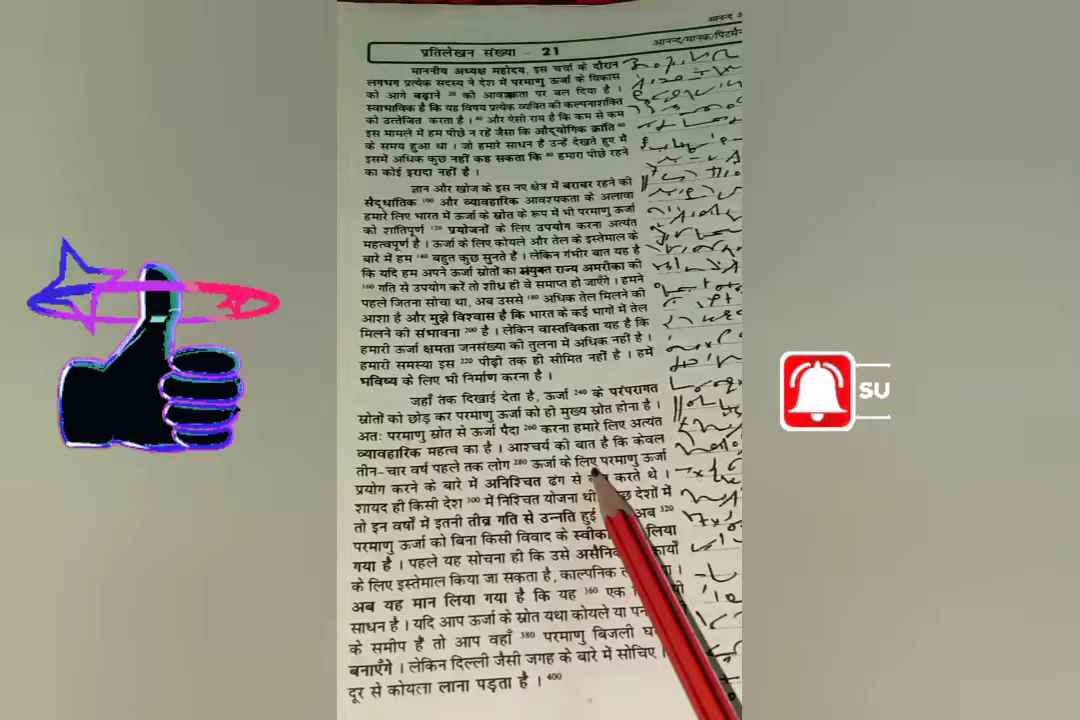 आनन्द
आनन्द/मानक/पिटमैन
प्रतिलेखन संख्या - 21
माननीय अध्यक्ष महोदय, इस चर्चा के दौरान
लगभग प्रत्येक सदस्य ने देश में परमाणु ऊर्जा के विकास
को आगे बढ़ाने 20 की आवश्यकता पर बल दिया है ।
स्वाभाविक है कि यह विषय प्रत्येक व्यक्ति की कल्पनाशक्ति
को उत्तेजित करता है । 40 और ऐसी राय है कि कम से कम
इस मामले में हम पीछे न रहें जैसा कि औद्योगिक क्रांति 60
के समय हुआ था । जो हमारे साधन है उन्हें देखते हुए मैं
इसमें अधिक कुछ नहीं कह सकता कि 80 हमारा पीछे रहने
का कोई इरादा नहीं है ।
ज्ञान और खोज के इस नए क्षेत्र में बराबर रहने की
सैद्धांतिक 100 और व्यावहारिक आवश्यकता के अलावा
हमारे लिए भारत में ऊर्जा के स्रोत के रूप में भी परमाणु ऊर्जा
को शांतिपूर्ण 120 प्रयोजनों के लिए उपयोग करना अत्यंत
महत्वपूर्ण है । ऊर्जा के लिए कोयले और तेल के इस्तेमाल के
बारे में हम 140 बहुत कुछ सुनते है । लेकिन गंभीर बात यह है
कि यदि हम अपने ऊर्जा स्रोतों का संयुक्त राज्य अमरीका की
160 गति से उपयोग करें तो शीघ्र ही वे समाप्त हो जाएँगे । हमने
पहले जितना सोचा था, अब उससे 180 अधिक तेल मिलने की
आशा है और मुझे विश्वास है कि भारत के कई भागों में तेल
मिलने की संभावना 200 है । लेकिन वास्तविकता यह है कि
हमारी ऊर्जा क्षमता जनसंख्या की तुलना में अधिक नहीं है ।
हमारी समस्या इस 220 पीढ़ी तक ही सीमित नहीं है । हमें
भविष्य के लिए भी निर्माण करना है ।
जहाँ तक दिखाई देता है, ऊर्जा 240 के परंपरागत
स्रोतों को छोड़ कर परमाणु ऊर्जा को ही मुख्य स्रोत होना है ।
अतः परमाणु स्रोत से ऊर्जा पैदा 260 करना हमारे लिए अत्यंत
व्यावहारिक महत्व का है । आश्चर्य की बात है कि केवल
तीन-चार वर्ष पहले तक लोग 280 ऊर्जा के लिए परमाणु ऊर्जा
प्रयोग करने के बारे में अनिश्चित ढंग से करते थे ।
शायद ही किसी देश 300 में निश्चित योजना थी देशों में
तो इन वर्षों में इतनी तीव्र गति से उन्नति हुई अब 320
परमाणु ऊर्जा को बिना किसी विवाद के लिया
गया है । पहले यह सोचना ही कि उसे कार्यों
के लिए इस्तेमाल किया जा सकता है, काल्पनिक
अब यह मान लिया गया है कि यह 360 एक
साधन है । यदि आप ऊर्जा के स्रोत यथा कोयले या
के समीप हैं तो आप वहाँ 380 परमाणु बिजली
बनाएँगे । लेकिन दिल्ली जैसी जगह के बारे में सोचिए ।
दूर से कोयला लाना पड़ता है । 400
SU